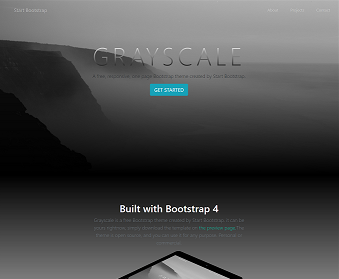 Start Bootstrap
About Projects Contact
GRAYSCALE
A free, responsive, one page Bootstrap theme created by Start Bootstrap.
GET STARTED
Built with Bootstrap 4
Grayscale is a free Bootstrap theme created by Start Bootstrap. It can be
yours right now, simply download the template on the preview page. The
theme is open source, and you can use it for any purpose, personal or
commercial.